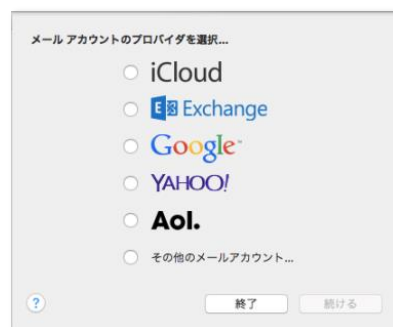 メール アカウントのプロバイダを選択...
iCloud
E Exchange
Google™
YAHOO!
Aol.
その他のメールアカウント...
?
終了
続ける